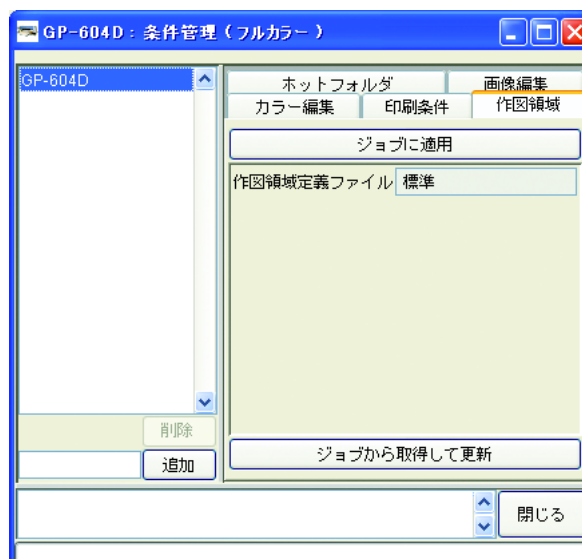 GP-604D：条件管理（フルカラー）
GP-604D
ホットフォルダ 画像編集
カラー編集 印刷条件 作図領域
ジョブに適用
作図領域定義ファイル 標準
削除
追加
ジョブから取得して更新
閉じる